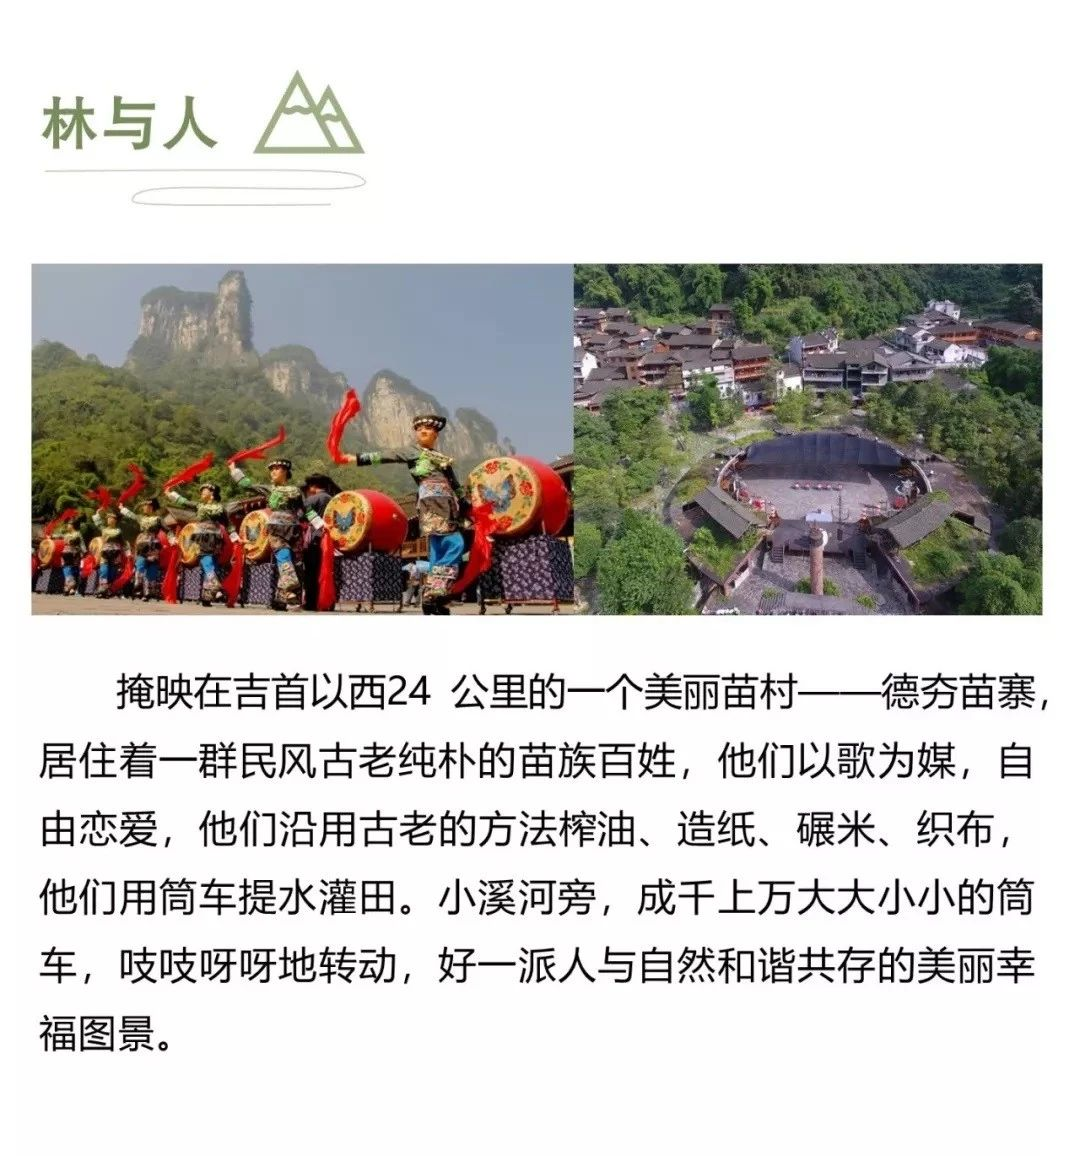 林与人
掩映在吉首以西24 公里的一个美丽苗村——德夯苗寨，
居住着一群民风古老纯朴的苗族百姓，他们以歌为媒，自
由恋爱，他们沿用古老的方法榨油、造纸、碾米、织布，
他们用筒车提水灌田。小溪河旁，成千上万大大小小的筒
车，吱吱呀呀地转动，好一派人与自然和谐共存的美丽幸
福图景。